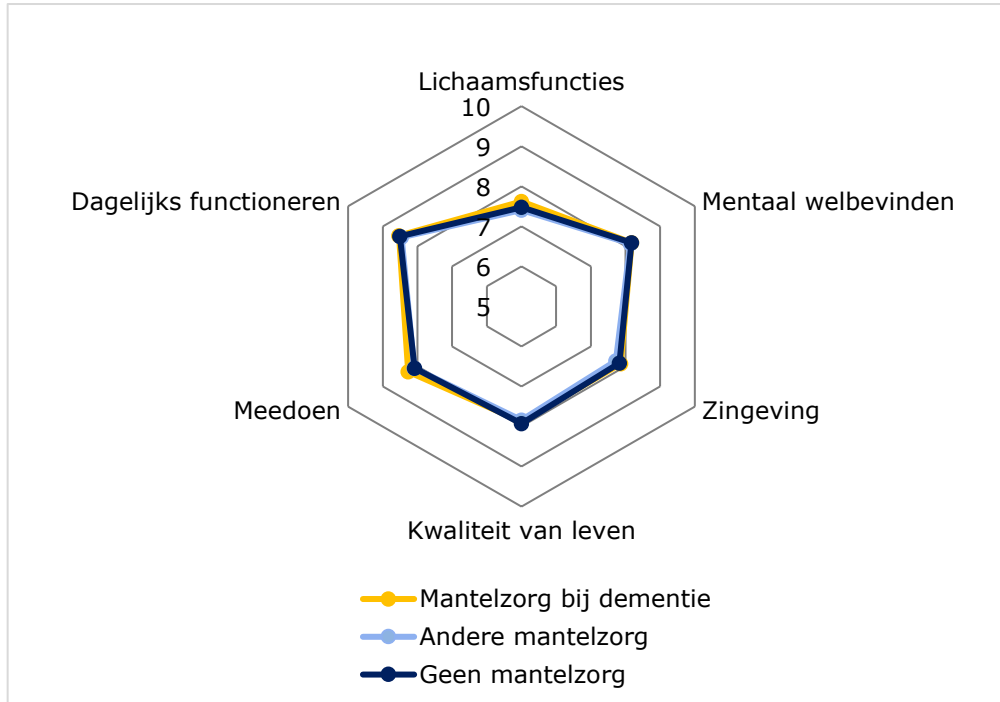 Lichaamsfuncties
10
9
8
7
6
5
Dagelijks functioneren
Mentaal welbevinden
Meedoen
Zingeving
Kwaliteit van leven
Mantelzorg bij dementie
Andere mantelzorg
Geen mantelzorg